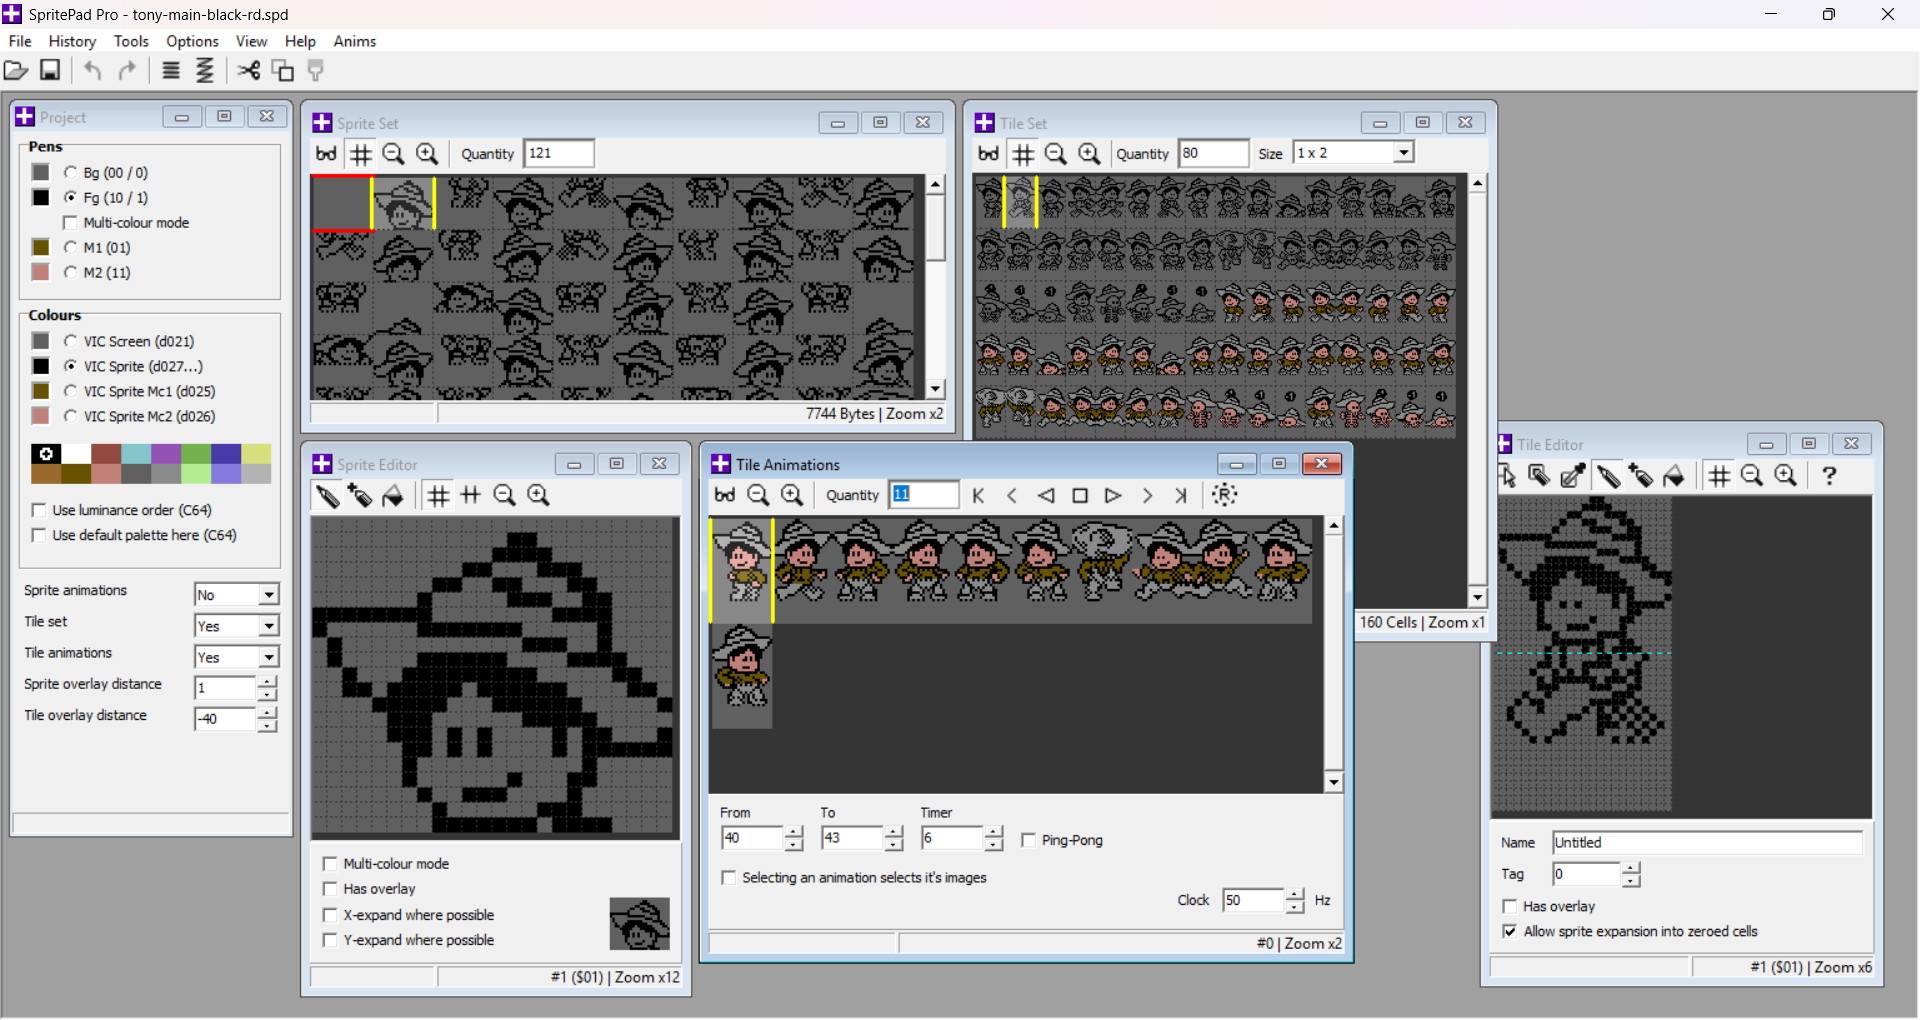 SpritePad Pro - tony-main-black-rd.spd
File History Tools Options View Help Anims
Project
Pens
Bg (00 / 0)
Fg (10 / 1)
Multi-colour mode
M1 (01)
M2 (11)
Colours
VIC Screen (d021)
VIC Sprite (d027...)
VIC Sprite Mc1 (d025)
VIC Sprite Mc2 (d026)
Use luminance order (C64)
Use default palette here (C64)
Sprite animations No
Tile set Yes
Tile animations Yes
Sprite overlay distance 1
Tile overlay distance -40
Sprite Set
Quantity 121
7744 Bytes | Zoom x2
Tile Set
Quantity 80 Size 1 x 2
160 Cells | Zoom x1
Sprite Editor
Multi-colour mode
Has overlay
X-expand where possible
Y-expand where possible
#1 ($01) | Zoom x12
Tile Animations
Quantity 11 R
From To Timer
40 43 6 Ping-Pong
Selecting an animation selects it's images
Clock 50 Hz
#0 | Zoom x2
Tile Editor
?
Name Untitled
Tag 0
Has overlay
Allow sprite expansion into zeroed cells
#1 ($01) | Zoom x6